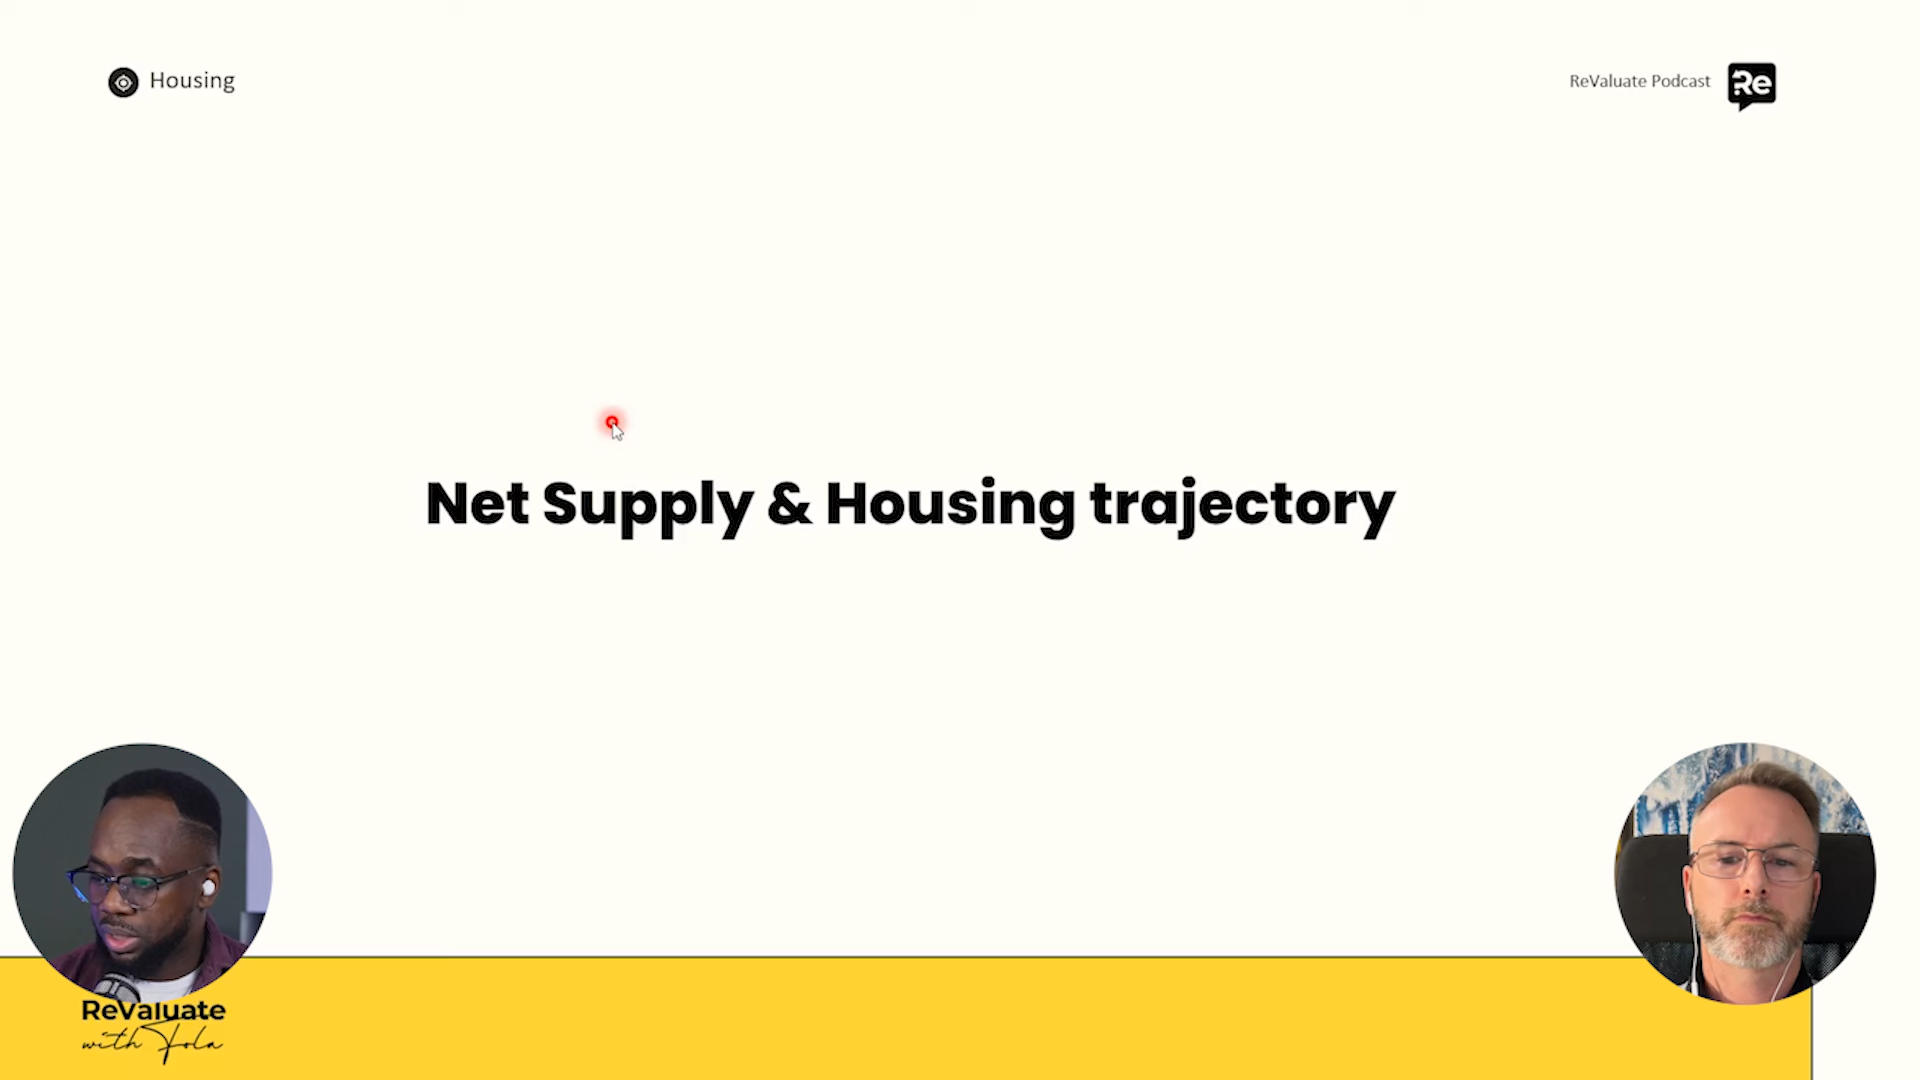 Housing
ReValuate Podcast
Re
Net Supply & Housing trajectory
ReValuate
with Fola